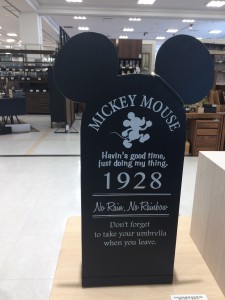 MICKEY MOUSE
Havin's good time,
just doing my thing.
1928
No Rain, No Rainbow
Don't forget
to take your umbrella
when you leave.